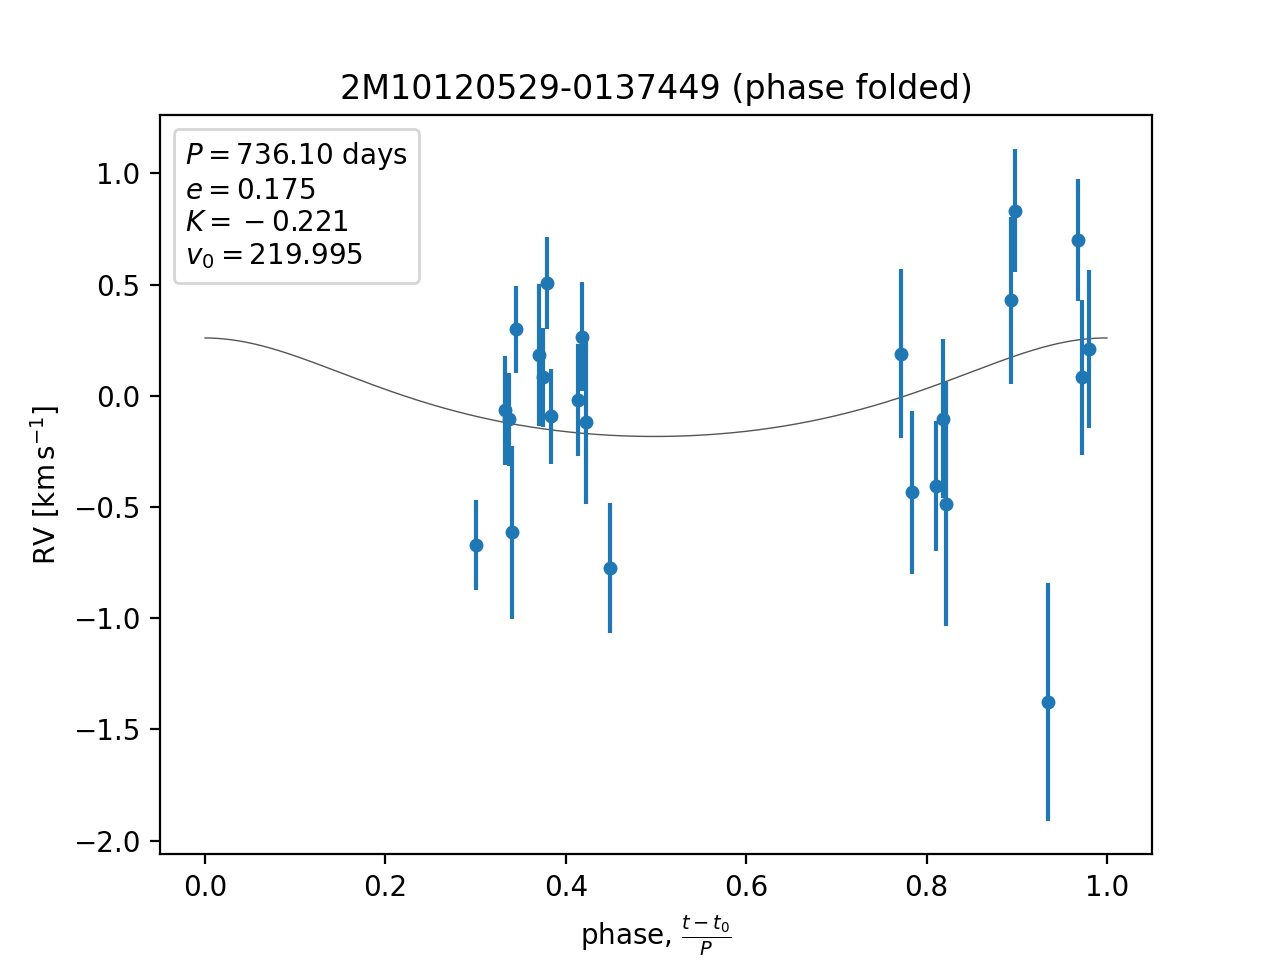 2M10120529-0137449 (phase folded)
P = 736.10 days
e = 0.175
K = −0.221
v₀ = 219.995
1.0
0.5
0.0
−0.5
−1.0
−1.5
−2.0
RV [km s⁻¹]
0.0 0.2 0.4 0.6 0.8 1.0
phase, (t − t₀)/P